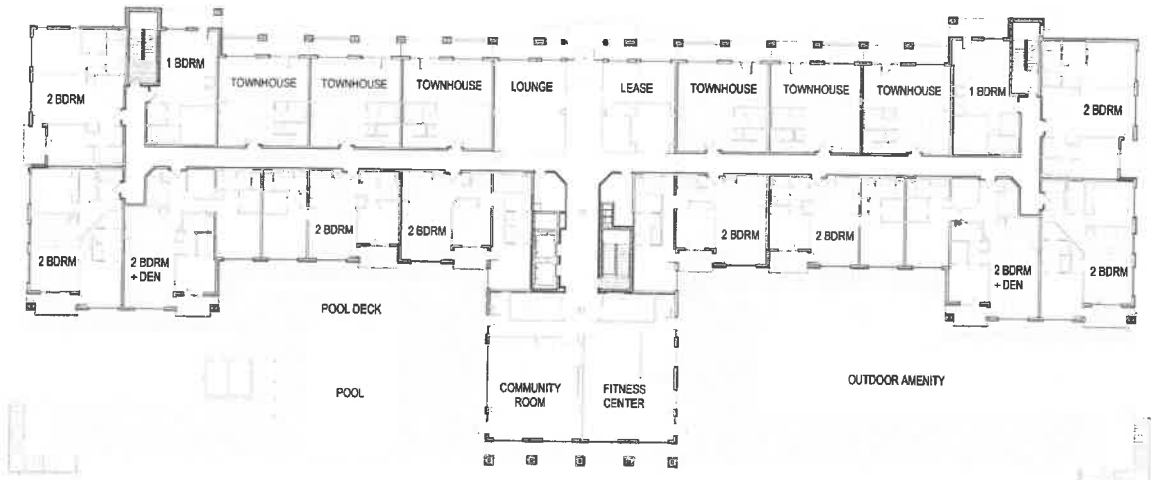 1 BDRM
TOWNHOUSE
TOWNHOUSE
TOWNHOUSE
LOUNGE
LEASE
TOWNHOUSE
TOWNHOUSE
TOWNHOUSE
1 BDRM
2 BDRM
2 BDRM
2 BDRM
2 BDRM
+ DEN
2 BDRM
2 BDRM
2 BDRM
2 BDRM
2 BDRM
+ DEN
2 BDRM
POOL DECK
POOL
COMMUNITY
ROOM
FITNESS
CENTER
OUTDOOR AMENITY